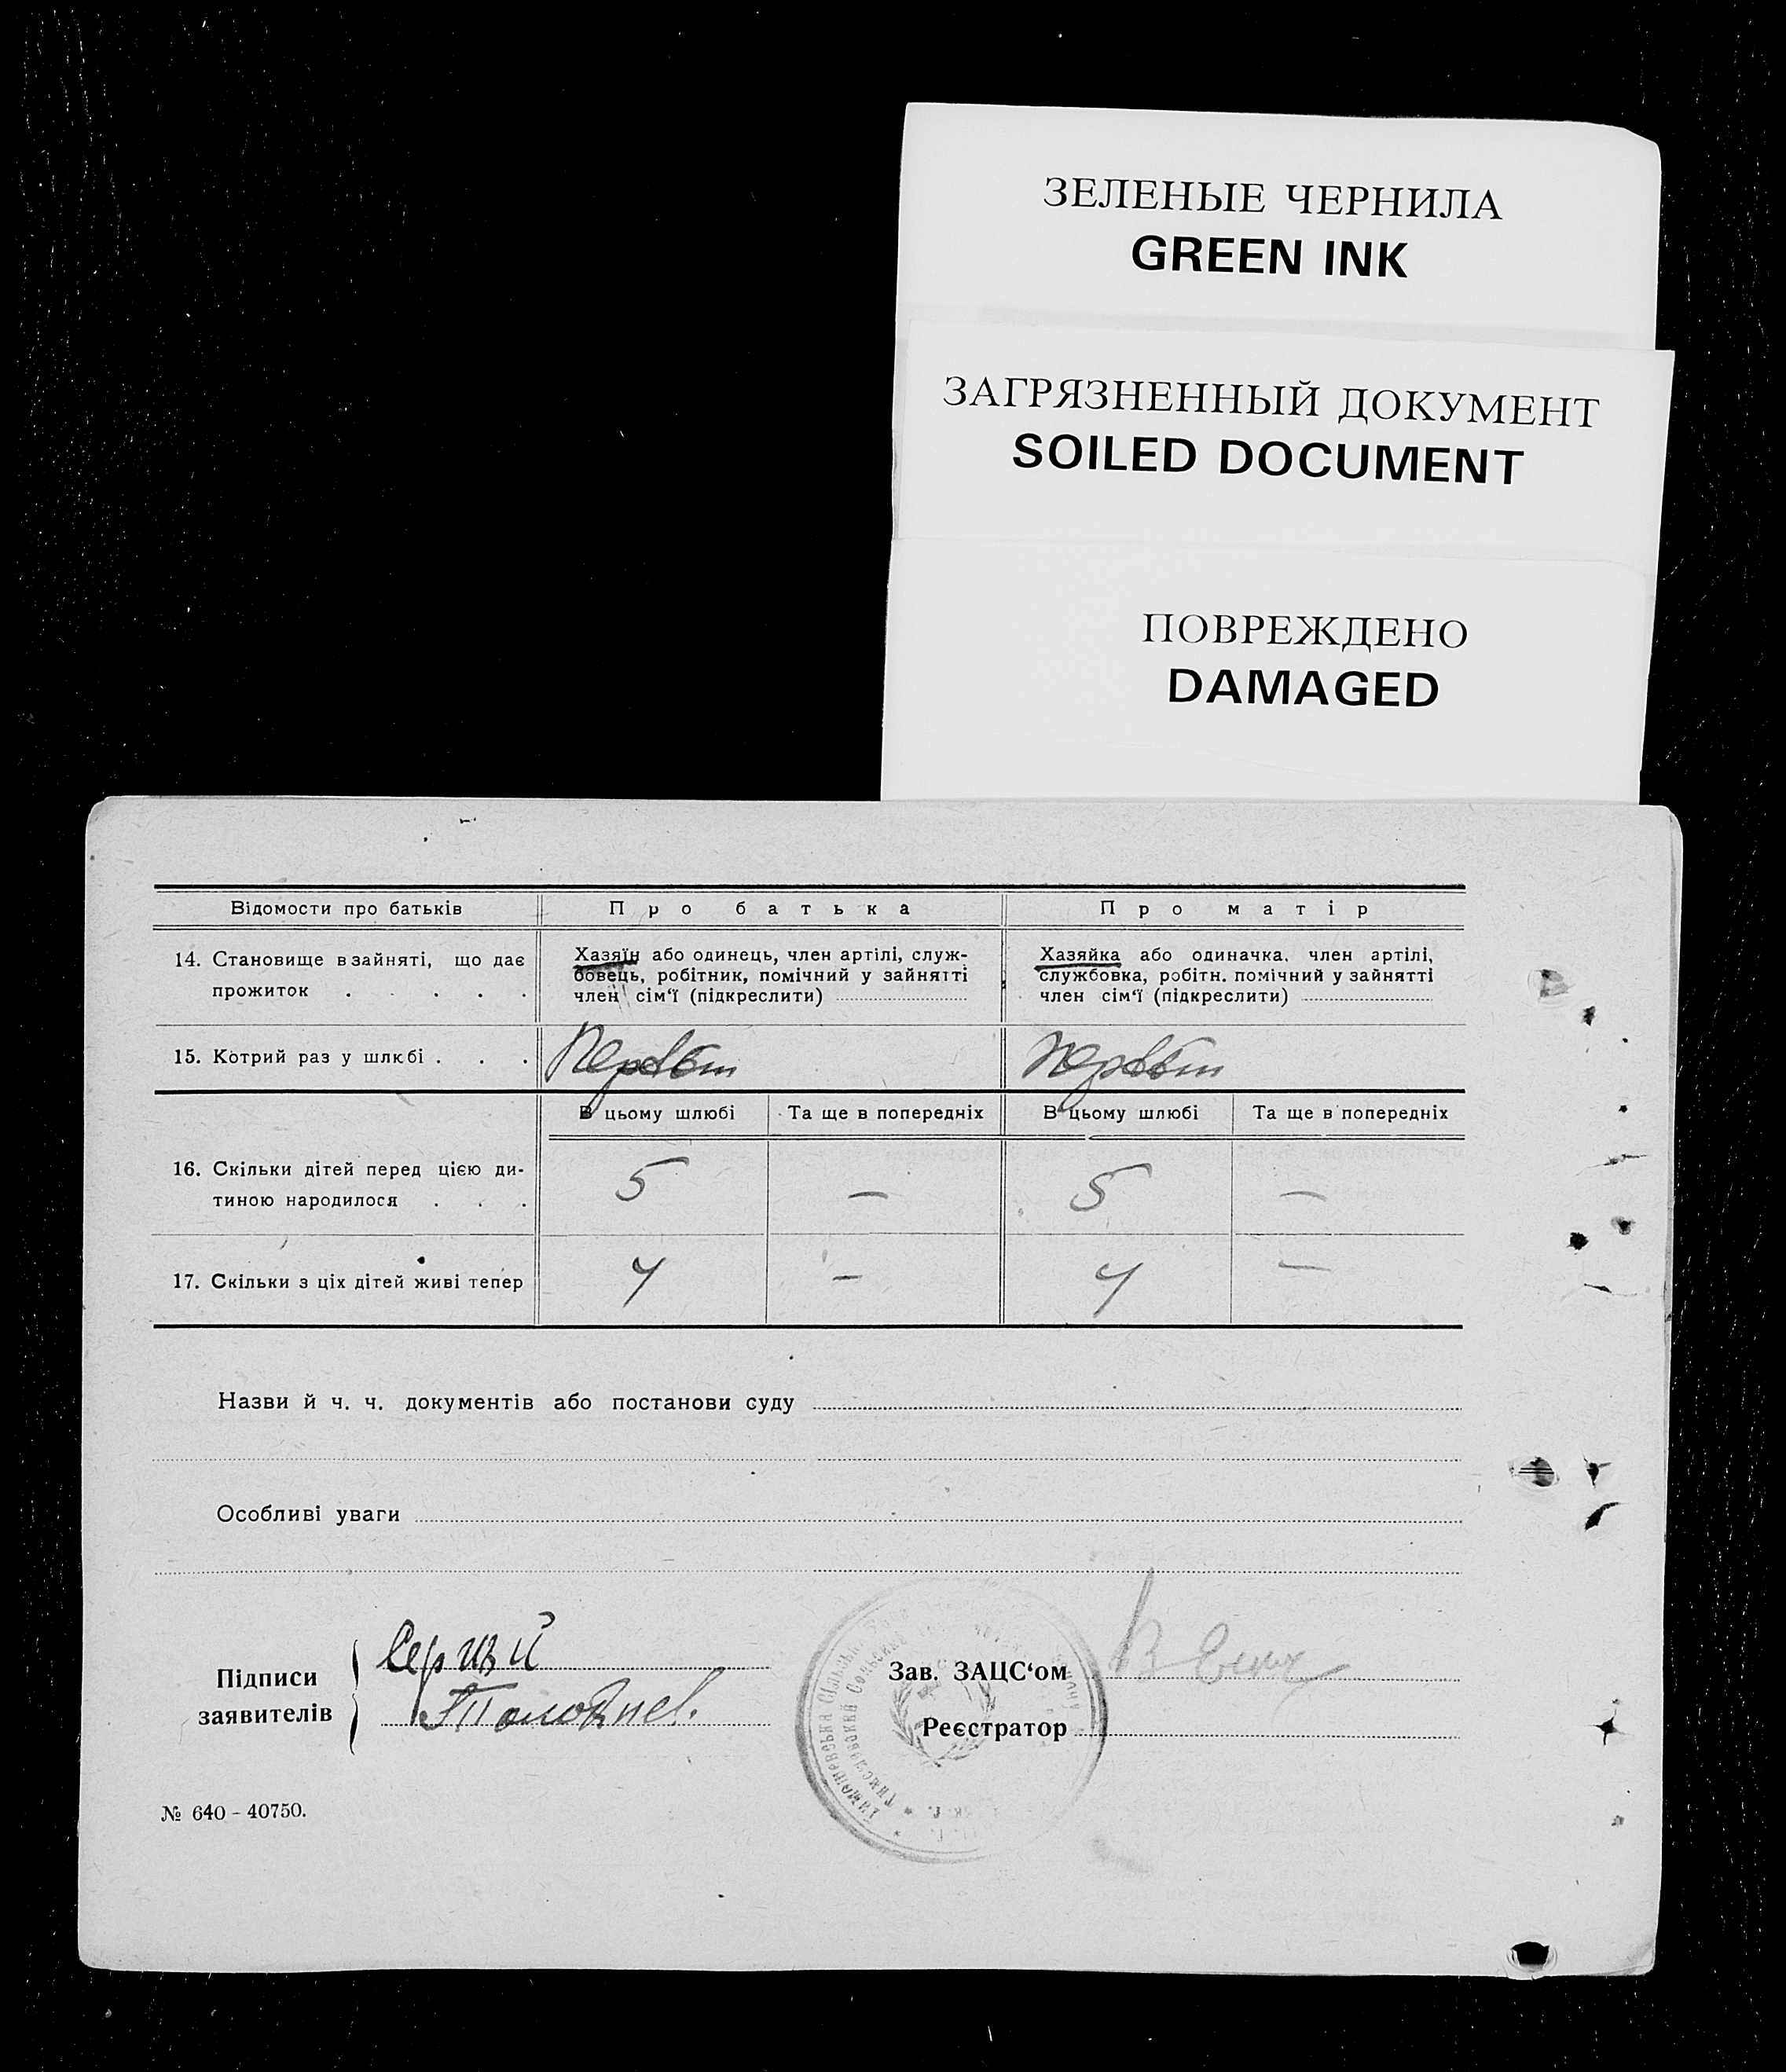 ЗЕЛЕНЫЕ ЧЕРНИЛА
GREEN INK
ЗАГРЯЗНЕННЫЙ ДОКУМЕНТ
SOILED DOCUMENT
ПОВРЕЖДЕНО
DAMAGED
Відомости про батьків Про батька Про матір
14. Становище в зайняті, що дає прожиток . . . . .
Хазяїн або одинець, член артілі, служ-
бовець, робітник, помічний у зайнятті
член сім‘ї (підкреслити)
Хазяйка або одиначка. член артілі,
службовка, робітн. помічний у зайнятті
член сім‘ї (підкреслити)
15. Котрий раз у шлюбі . . .
В цьому шлюбі Та ще в попередніх В цьому шлюбі Та ще в попередніх
16. Скільки дітей перед цією ди-
тиною народилося . . . 5 — 5 —
17. Скільки з ціх дітей живі тепер 4 — 4 —
Назви й ч. ч. документів або постанови суду
Особливі уваги
Підписи
заявителів
Зав. ЗАЦС‘ом
Реєстратор
№ 640 - 40750.